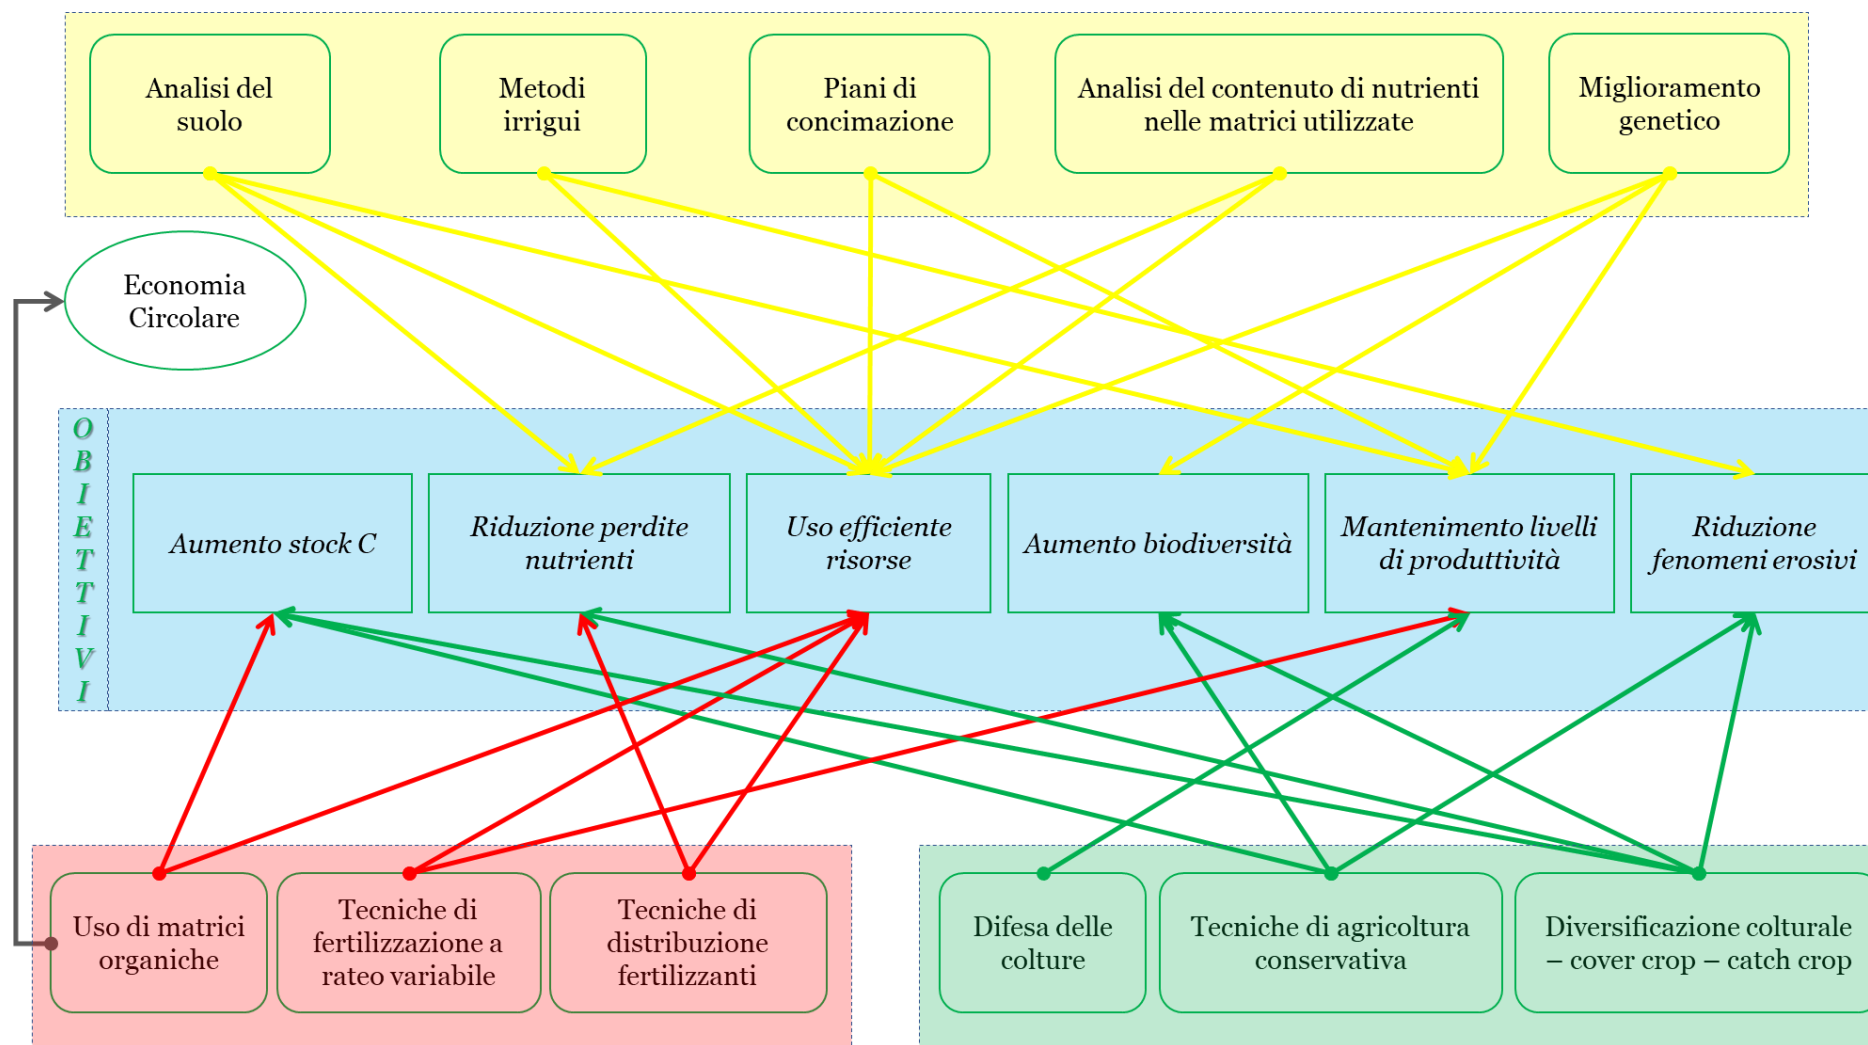 Analisi del
suolo
Metodi
irrigui
Piani di
concimazione
Analisi del contenuto di nutrienti
nelle matrici utilizzate
Miglioramento
genetico
Economia
Circolare
OBIETTIVI
Aumento stock C
Riduzione perdite
nutrienti
Uso efficiente
risorse
Aumento biodiversità
Mantenimento livelli
di produttività
Riduzione
fenomeni erosivi
Uso di matrici
organiche
Tecniche di
fertilizzazione a
rateo variabile
Tecniche di
distribuzione
fertilizzanti
Difesa delle
colture
Tecniche di agricoltura
conservativa
Diversificazione colturale
– cover crop – catch crop